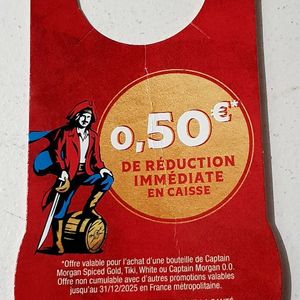 0,50€*
DE RÉDUCTION
IMMÉDIATE
EN CAISSE
*Offre valable pour l'achat d'une bouteille de Captain
Morgan Spiced Gold, Tiki, White ou Captain Morgan 0.0.
Offre non cumulable avec d'autres promotions valables
jusqu'au 31/12/2025 en France métropolitaine.